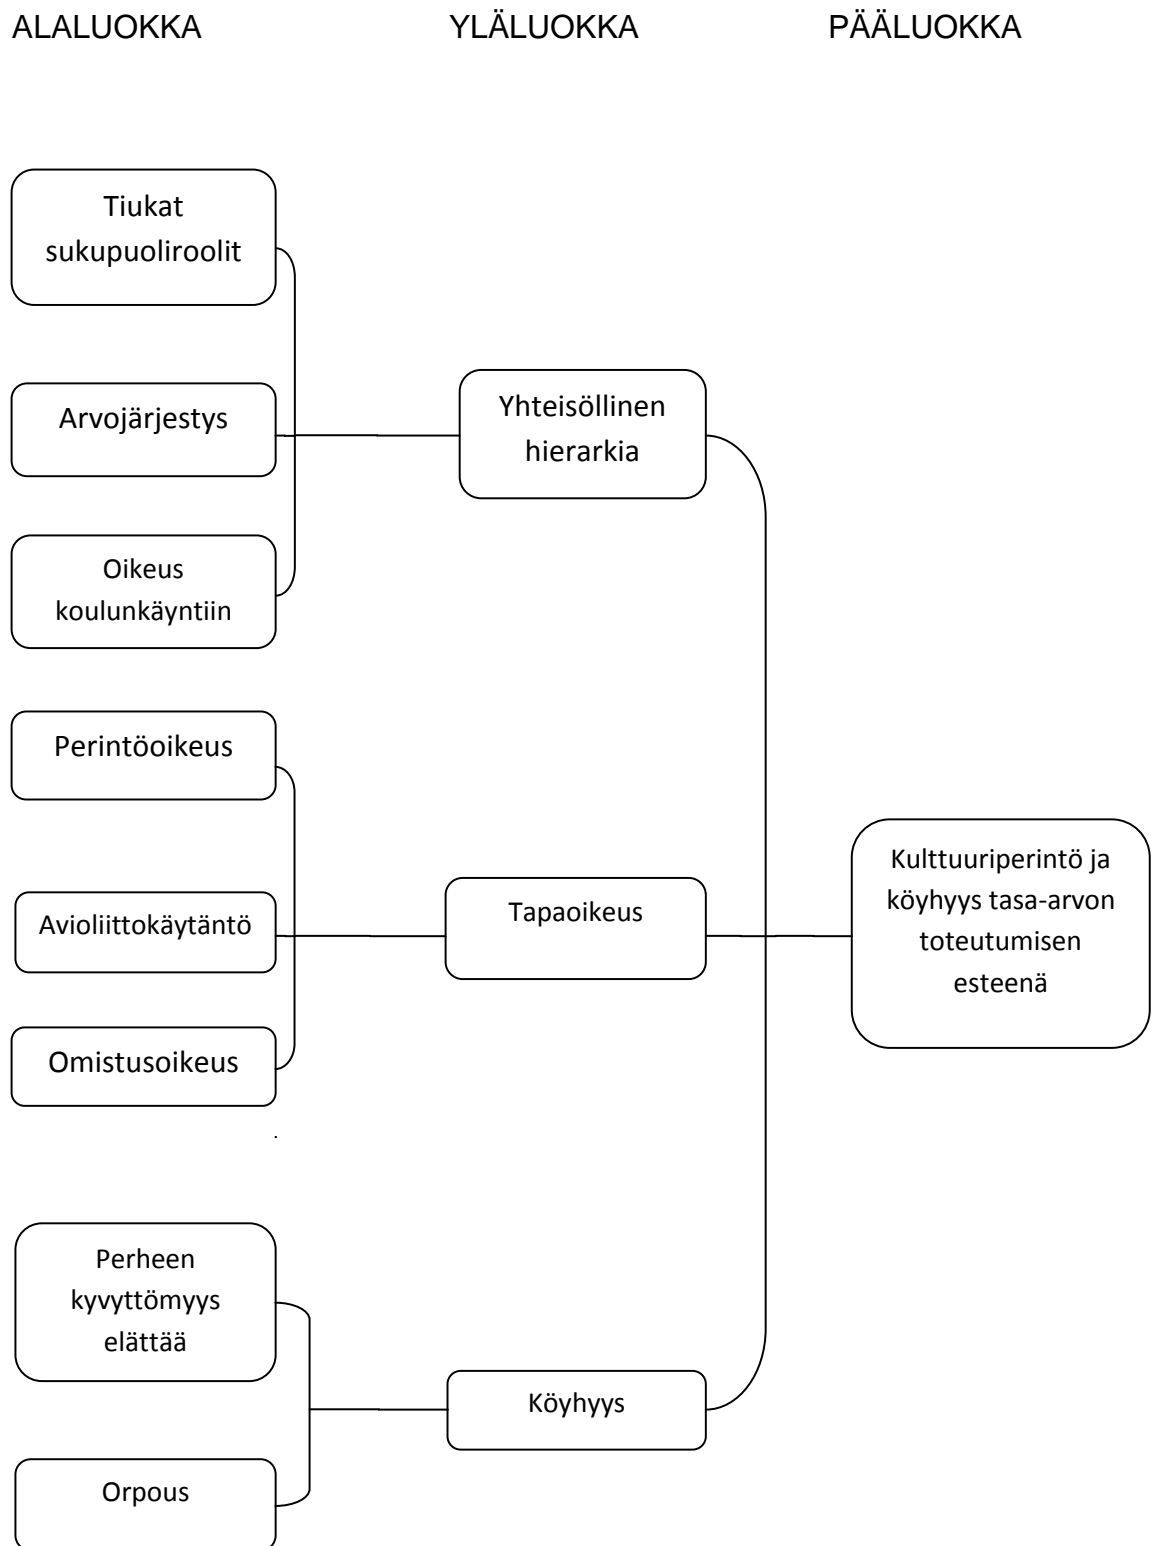 ALALUOKKA YLÄLUOKKA PÄÄLUOKKA
Tiukat
sukupuoliroolit
Arvojärjestys
Oikeus
koulunkäyntiin
Yhteisöllinen
hierarkia
Perintöoikeus
Avioliittokäytäntö
Omistusoikeus
.
Tapaoikeus
Perheen
kyvyttömyys
elättää
Orpous
Köyhyys
Kulttuuriperintö ja
köyhyys tasa-arvon
toteutumisen
esteenä